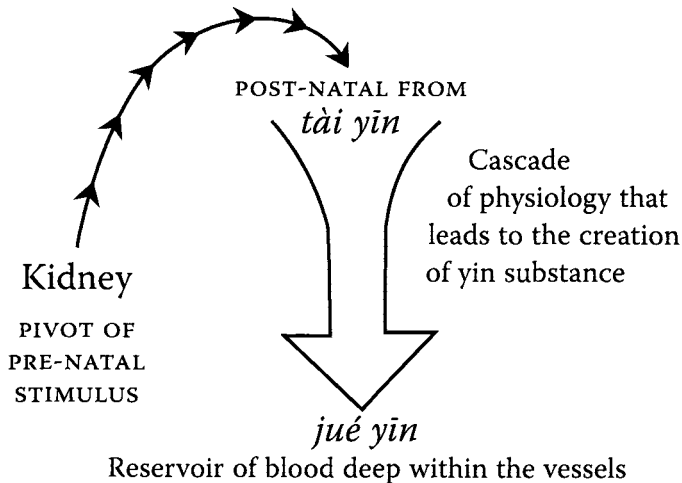 POST-NATAL FROM
tài yīn
Cascade
of physiology that
leads to the creation
of yin substance
Kidney
PIVOT OF
PRE-NATAL
STIMULUS
jué yīn
Reservoir of blood deep within the vessels